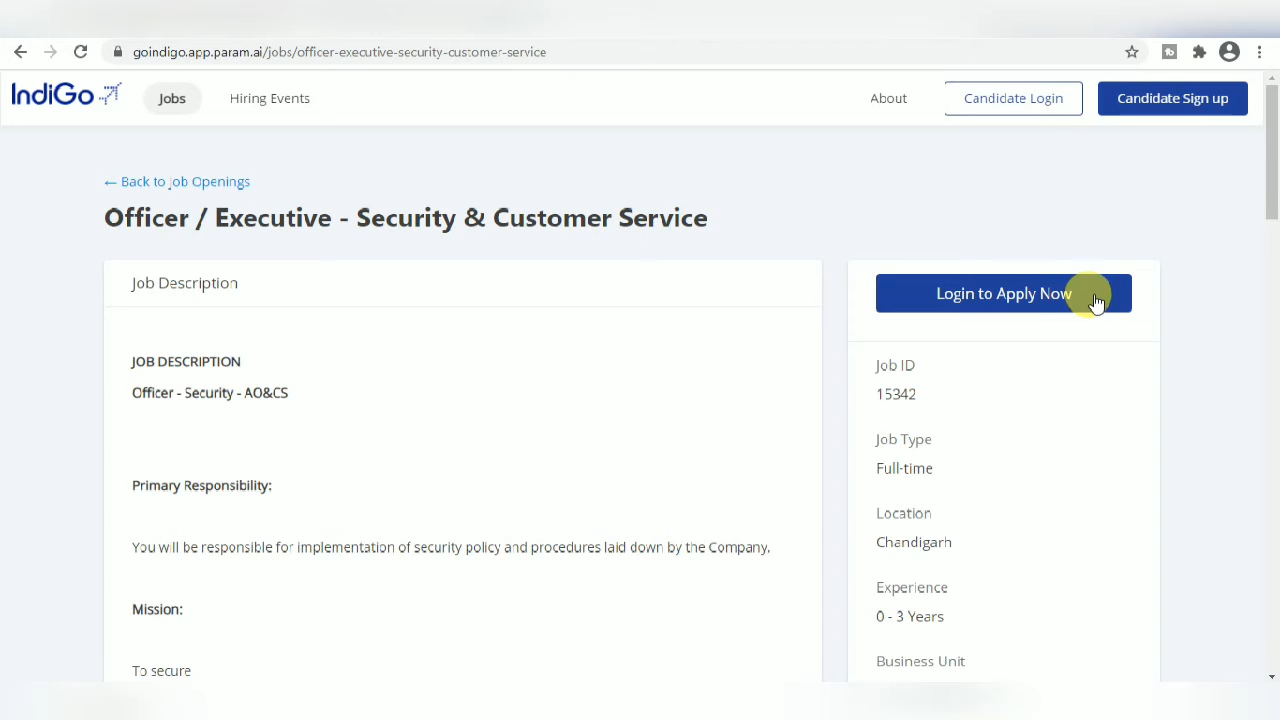 goindigo.app.param.ai/jobs/officer-executive-security-customer-service
IndiGo
Jobs
Hiring Events
About
Candidate Login
Candidate Sign up
← Back to Job Openings
Officer / Executive - Security & Customer Service
Job Description
JOB DESCRIPTION
Officer - Security - AO&CS
Primary Responsibility:
You will be responsible for implementation of security policy and procedures laid down by the Company.
Mission:
To secure
Login to Apply Now
Job ID
15342
Job Type
Full-time
Location
Chandigarh
Experience
0 - 3 Years
Business Unit